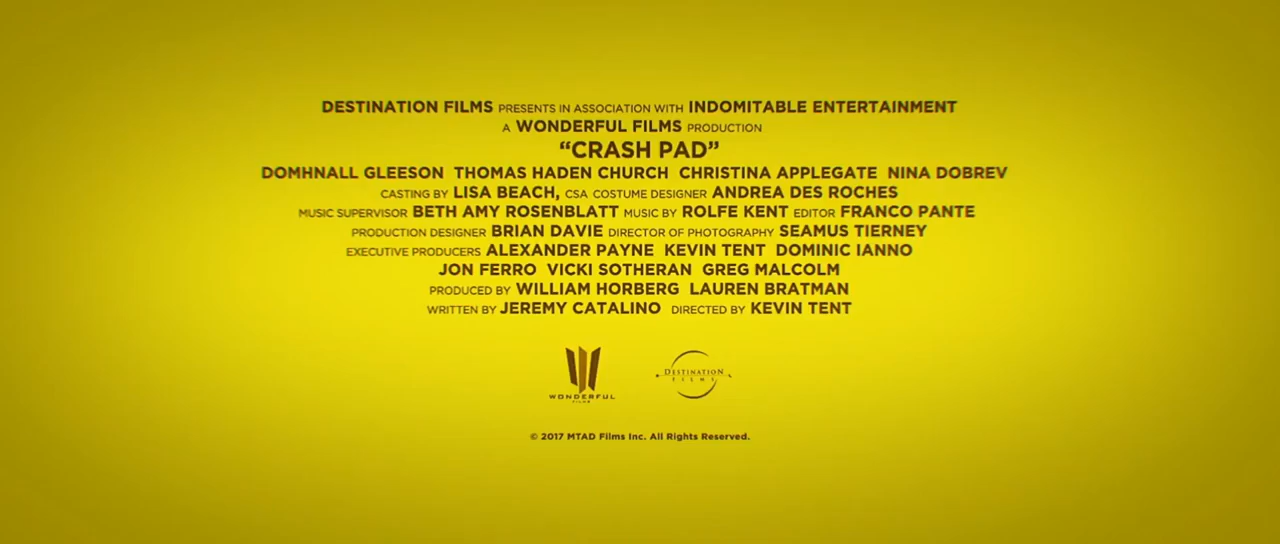 DESTINATION FILMS PRESENTS IN ASSOCIATION WITH INDOMITABLE ENTERTAINMENT
A WONDERFUL FILMS PRODUCTION
“CRASH PAD”
DOMHNALL GLEESON THOMAS HADEN CHURCH CHRISTINA APPLEGATE NINA DOBREV
CASTING BY LISA BEACH, CSA COSTUME DESIGNER ANDREA DES ROCHES
MUSIC SUPERVISOR BETH AMY ROSENBLATT MUSIC BY ROLFE KENT EDITOR FRANCO PANTE
PRODUCTION DESIGNER BRIAN DAVIE DIRECTOR OF PHOTOGRAPHY SEAMUS TIERNEY
EXECUTIVE PRODUCERS ALEXANDER PAYNE KEVIN TENT DOMINIC IANNO
JON FERRO VICKI SOTHERAN GREG MALCOLM
PRODUCED BY WILLIAM HORBERG LAUREN BRATMAN
WRITTEN BY JEREMY CATALINO DIRECTED BY KEVIN TENT
WONDERFUL
FILMS
DESTINATION
FILMS
© 2017 MTAD Films Inc. All Rights Reserved.